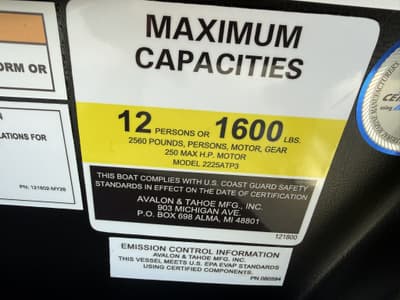 MAXIMUM
CAPACITIES
12 PERSONS OR 1600 LBS.
2560 POUNDS, PERSONS, MOTOR, GEAR
250 MAX H.P. MOTOR
MODEL 2225ATP3
THIS BOAT COMPLIES WITH U.S. COAST GUARD SAFETY
STANDARDS IN EFFECT ON THE DATE OF CERTIFICATION
AVALON & TAHOE MFG., INC.
903 MICHIGAN AVE.
P.O. BOX 698 ALMA, MI 48801
121800
EMISSION CONTROL INFORMATION
AVALON & TAHOE MFG. INC.
THIS VESSEL MEETS U.S. EPA EVAP STANDARDS
USING CERTIFIED COMPONENTS.
PN 080594
ORM OR
LATIONS FOR